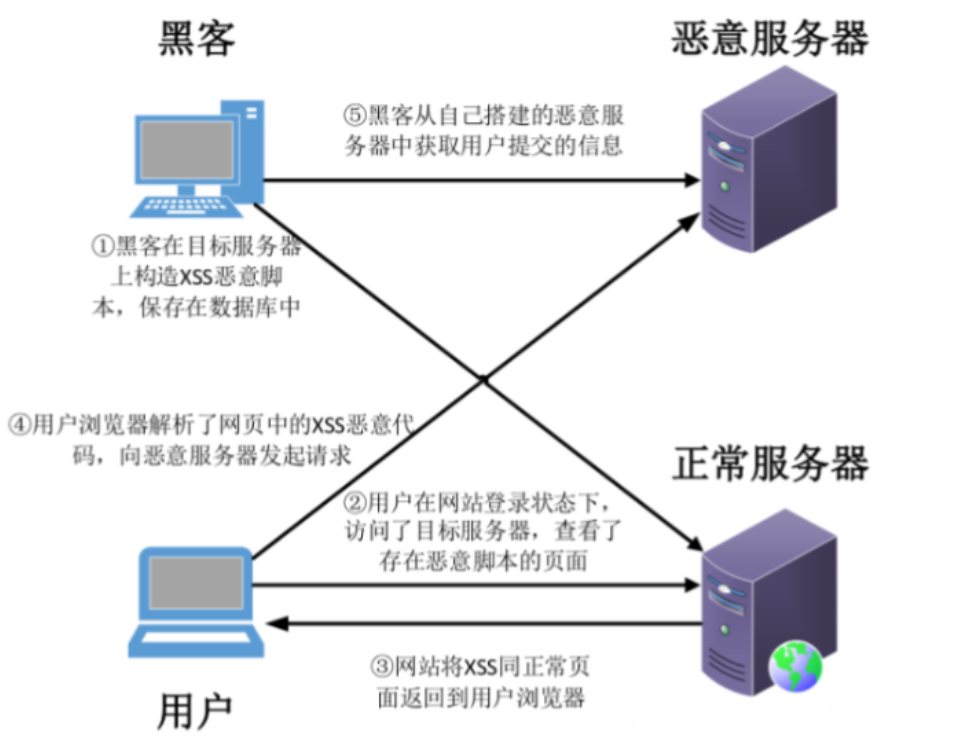 黑客
恶意服务器
⑤黑客从自己搭建的恶意服
务器中获取用户提交的信息
①黑客在目标服务器
上构造XSS恶意脚
本，保存在数据库中
④用户浏览器解析了网页中的XSS恶意代
码，向恶意服务器发起请求
正常服务器
②用户在网站登录状态下，
访问了目标服务器，查看了
存在恶意脚本的页面
③网站将XSS同正常页
面返回到用户浏览器
用户